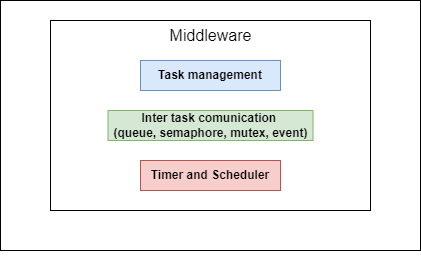 Middleware
Task management
Inter task comunication
(queue, semaphore, mutex, event)
Timer and Scheduler